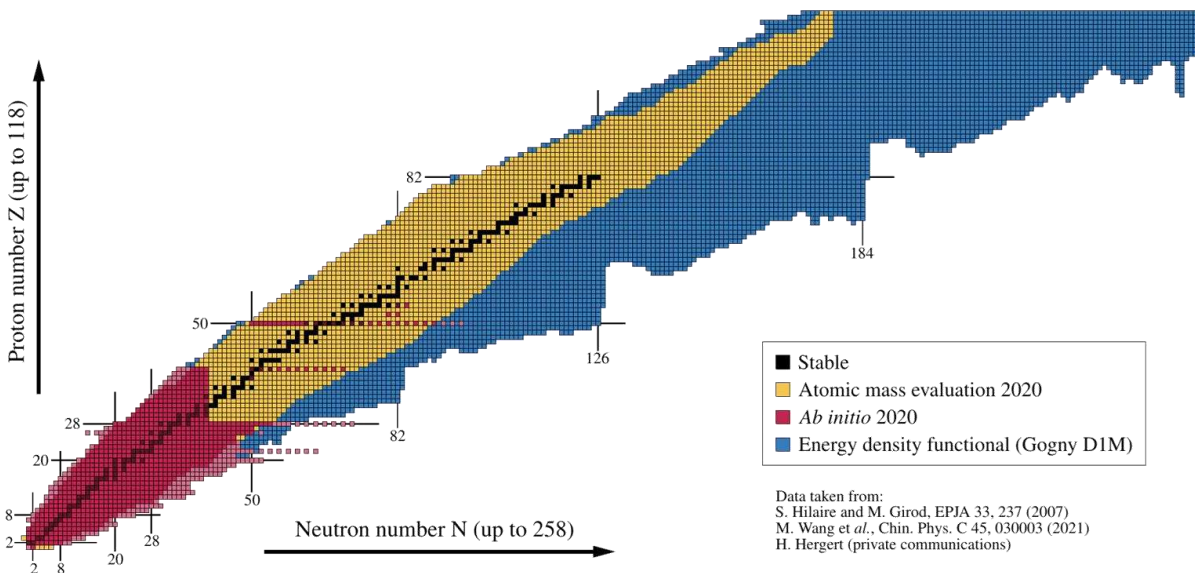 Proton number Z (up to 118)
82
50
28
20
8
2
2
8
20
28
50
82
126
184
Neutron number N (up to 258)
Stable
Atomic mass evaluation 2020
Ab initio 2020
Energy density functional (Gogny D1M)
Data taken from:
S. Hilaire and M. Girod, EPJA 33, 237 (2007)
M. Wang et al., Chin. Phys. C 45, 030003 (2021)
H. Hergert (private communications)